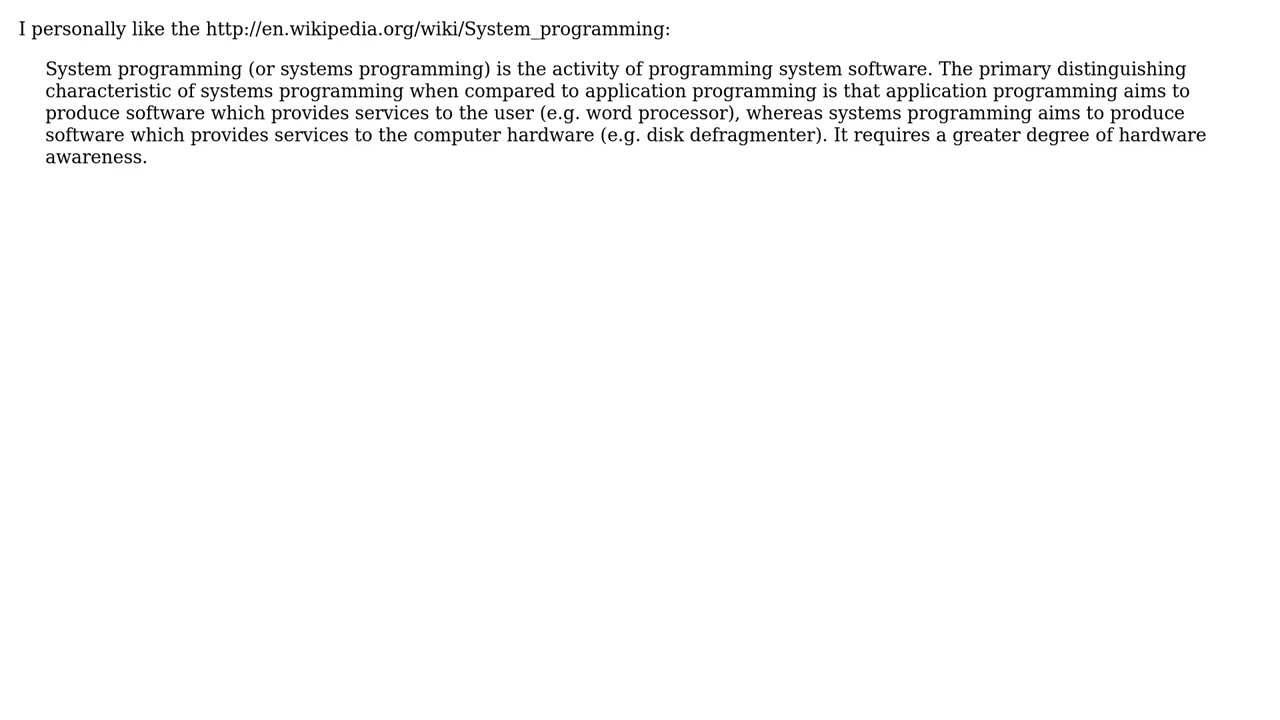 I personally like the http://en.wikipedia.org/wiki/System_programming:
System programming (or systems programming) is the activity of programming system software. The primary distinguishing
characteristic of systems programming when compared to application programming is that application programming aims to
produce software which provides services to the user (e.g. word processor), whereas systems programming aims to produce
software which provides services to the computer hardware (e.g. disk defragmenter). It requires a greater degree of hardware
awareness.